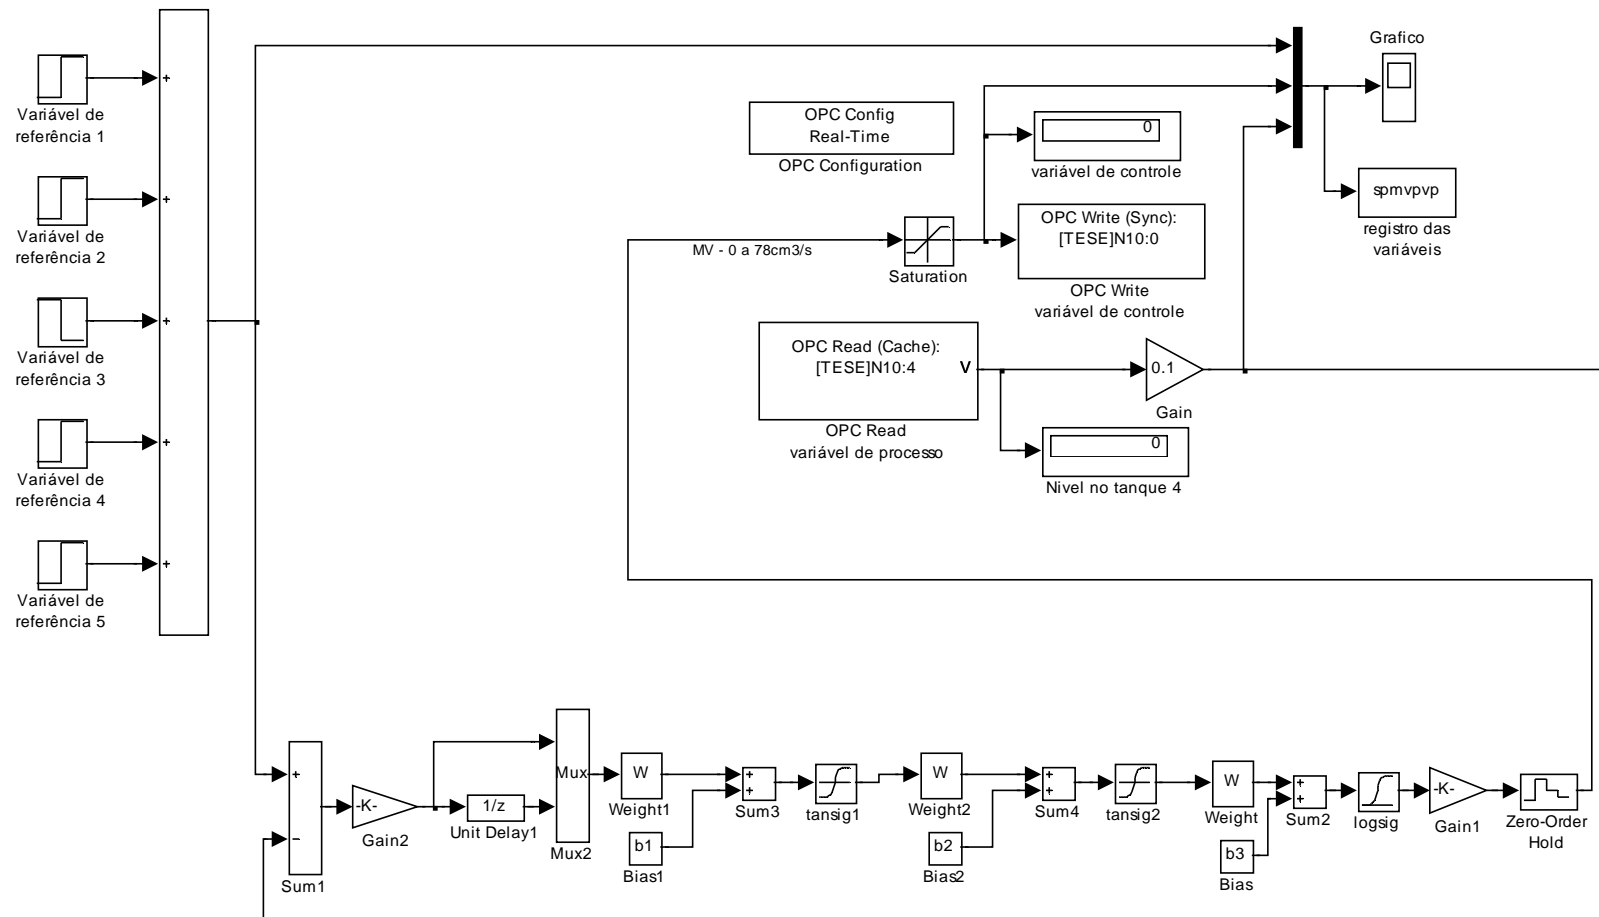 Grafico
+
Variável de
referência 1
OPC Config
Real-Time
OPC Configuration
0
variável de controle
+
Variável de
referência 2
spmvpvp
registro das
variáveis
MV - 0 a 78cm3/s
Saturation
OPC Write (Sync):
[TESE]N10:0
OPC Write
variável de controle
+
Variável de
referência 3
OPC Read (Cache):
[TESE]N10:4
V
OPC Read
variável de processo
0.1
Gain
0
Nivel no tanque 4
+
Variável de
referência 4
+
Variável de
referência 5
+
−
Sum1
-K-
Gain2
1/z
Unit Delay1
Mux
Mux2
W
Weight1
b1
Bias1
+
+
Sum3
tansig1
W
Weight2
b2
Bias2
+
+
Sum4
tansig2
W
Weight
b3
Bias
+
+
Sum2
logsig
-K-
Gain1
Zero-Order
Hold